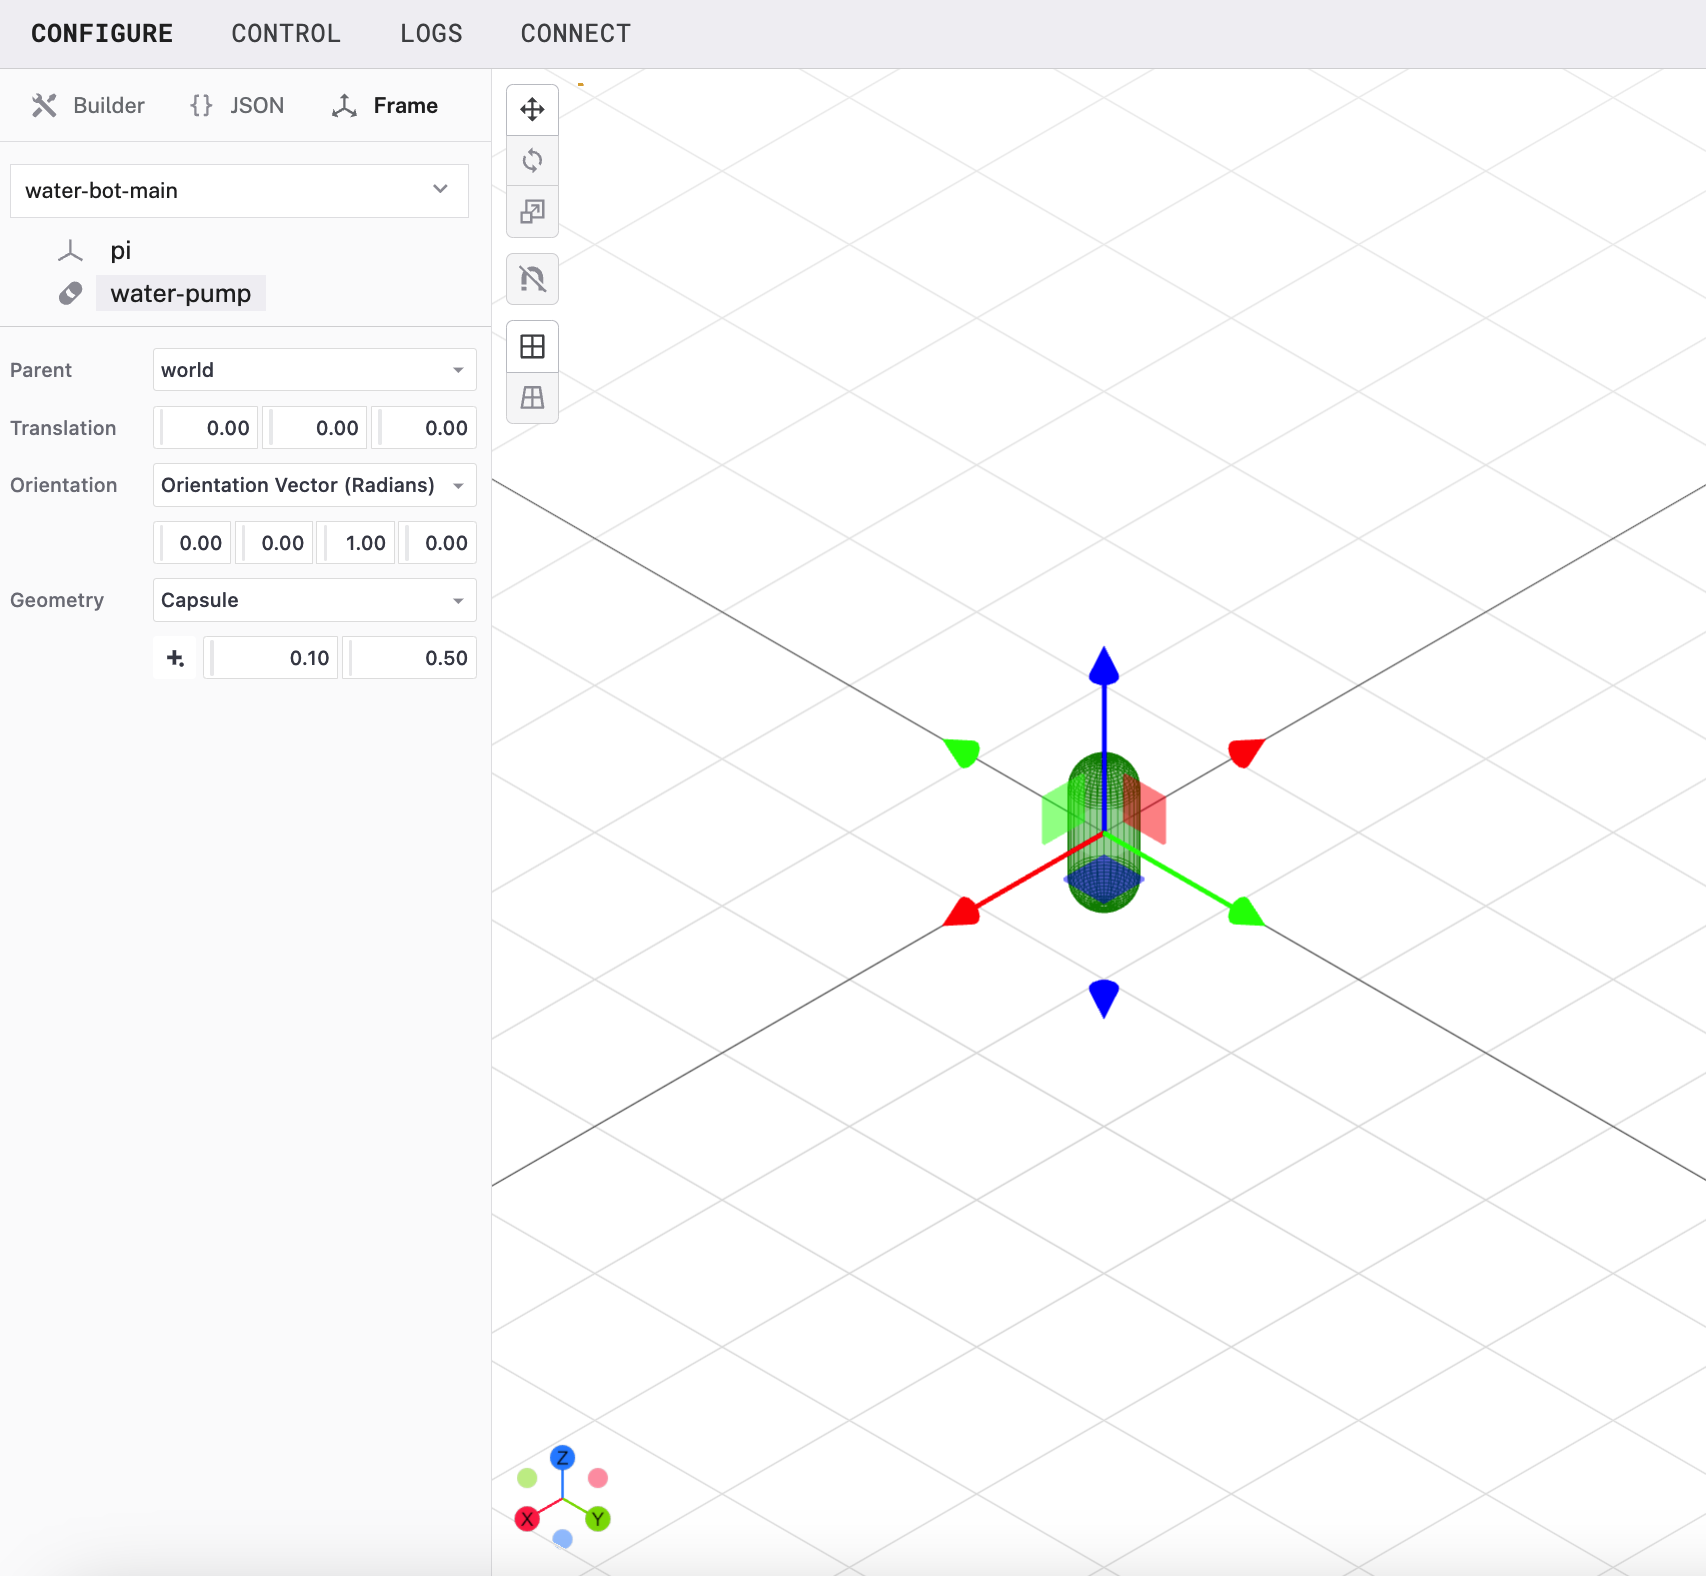 CONFIGURE CONTROL LOGS CONNECT
Builder {} JSON Frame
water-bot-main
pi
water-pump
Parent world
Translation 0.00 0.00 0.00
Orientation Orientation Vector (Radians)
0.00 0.00 1.00 0.00
Geometry Capsule
0.10 0.50
Z
X Y